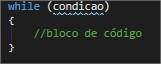 while (condicao)
{
//bloco de código
}